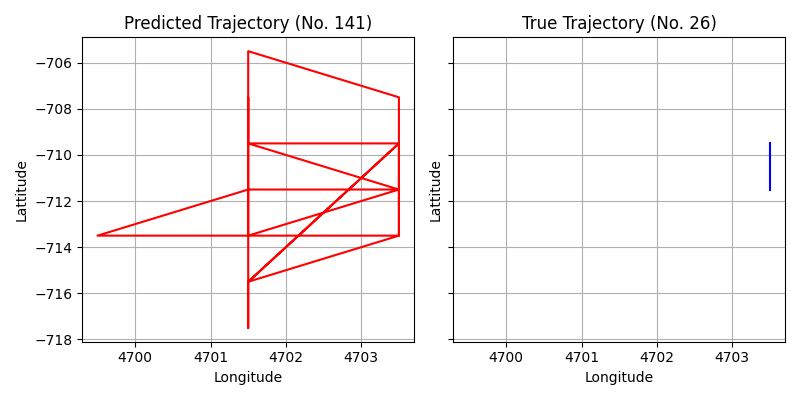 Predicted Trajectory (No. 141)
True Trajectory (No. 26)
−706
−708
−710
−712
−714
−716
−718
Lattitude
Lattitude
4700
4701
4702
4703
4700
4701
4702
4703
Longitude
Longitude